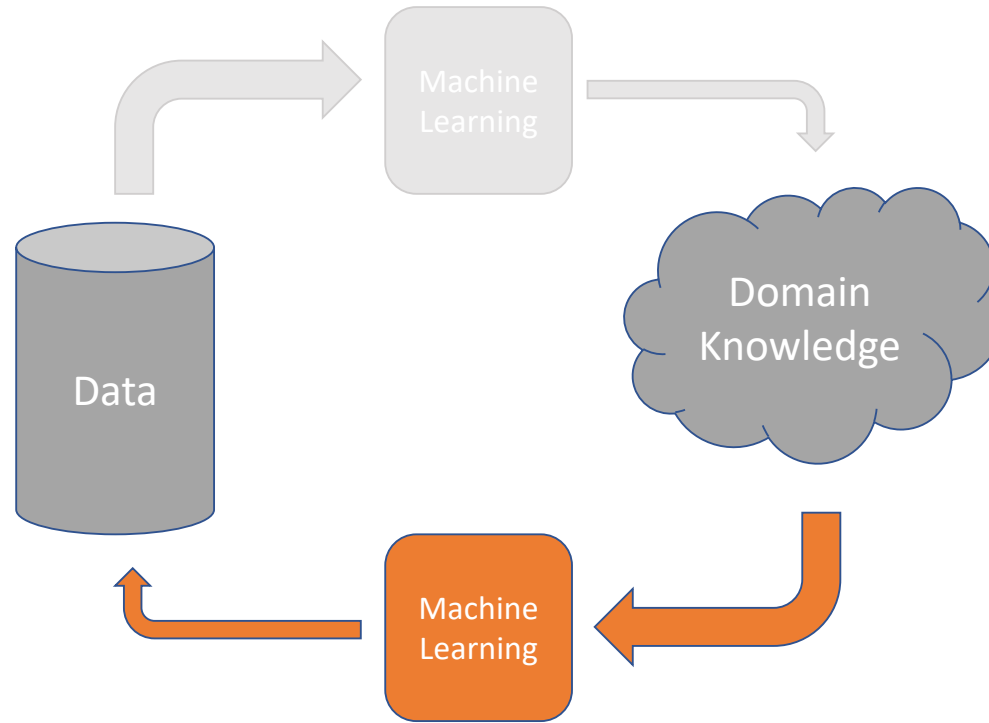 Machine
Learning
Domain
Knowledge
Data
Machine
Learning